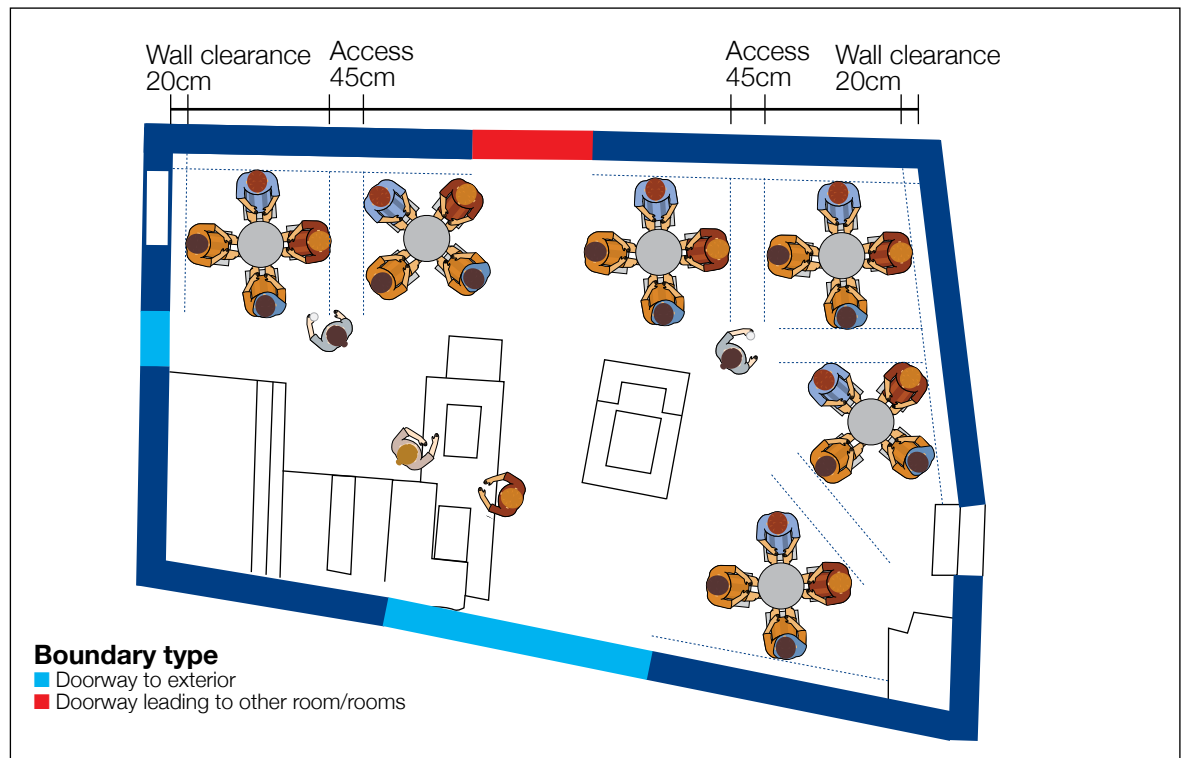 Wall clearance
20cm
Access
45cm
Access
45cm
Wall clearance
20cm
Boundary type
Doorway to exterior
Doorway leading to other room/rooms